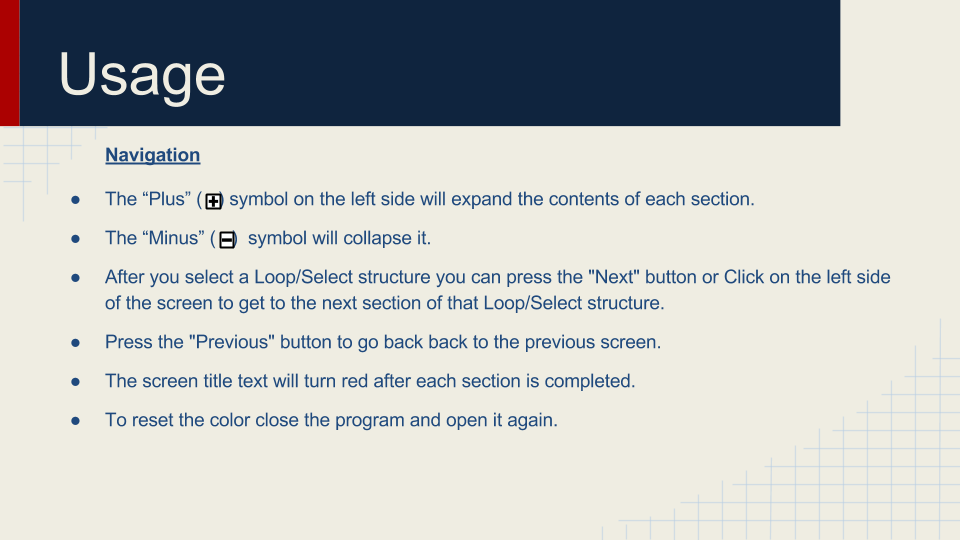 Usage
Navigation
● The “Plus” (⊞) symbol on the left side will expand the contents of each section.
● The “Minus” (⊟) symbol will collapse it.
● After you select a Loop/Select structure you can press the "Next" button or Click on the left side
of the screen to get to the next section of that Loop/Select structure.
● Press the "Previous" button to go back back to the previous screen.
● The screen title text will turn red after each section is completed.
● To reset the color close the program and open it again.